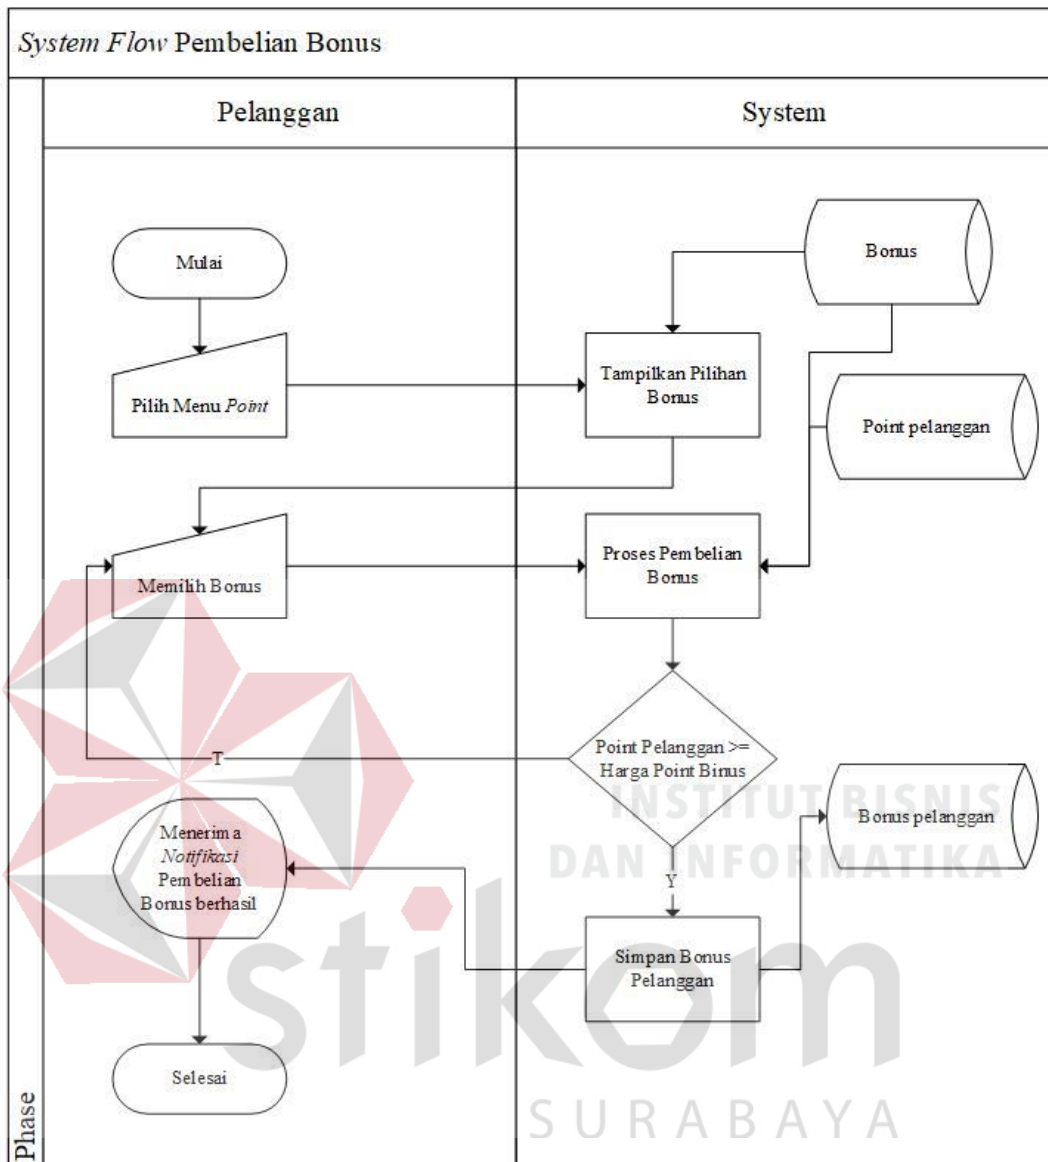 System Flow Pembelian Bonus
Pelanggan
System
Mulai
Bonus
Pilih Menu Point
Tampilkan Pilihan
Bonus
Point pelanggan
Memilih Bonus
Proses Pembelian
Bonus
Point Pelanggan >=
Harga Point Binus
T
Y
Bonus pelanggan
Menerima
Notifikasi
Pembelian
Bonus berhasil
Simpan Bonus
Pelanggan
Selesai
Phase
INSTITUT BISNIS
DAN INFORMATIKA
stikom
SURABAYA